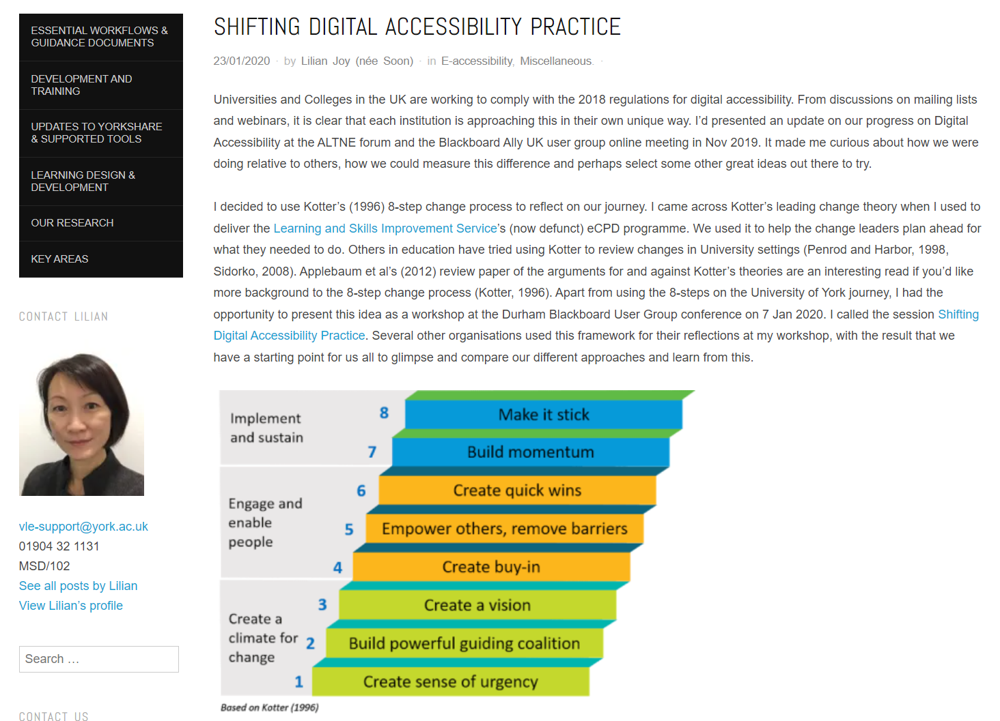 ESSENTIAL WORKFLOWS &
GUIDANCE DOCUMENTS
DEVELOPMENT AND
TRAINING
UPDATES TO YORKSHARE
& SUPPORTED TOOLS
LEARNING DESIGN &
DEVELOPMENT
OUR RESEARCH
KEY AREAS
CONTACT LILIAN
vle-support@york.ac.uk
01904 32 1131
MSD/102
See all posts by Lilian
View Lilian’s profile
Search …
CONTACT US
SHIFTING DIGITAL ACCESSIBILITY PRACTICE
23/01/2020 · by Lilian Joy (née Soon) · in E-accessibility, Miscellaneous. ·
Universities and Colleges in the UK are working to comply with the 2018 regulations for digital accessibility. From discussions on mailing lists
and webinars, it is clear that each institution is approaching this in their own unique way. I’d presented an update on our progress on Digital
Accessibility at the ALTNE forum and the Blackboard Ally UK user group online meeting in Nov 2019. It made me curious about how we were
doing relative to others, how we could measure this difference and perhaps select some other great ideas out there to try.
I decided to use Kotter’s (1996) 8-step change process to reflect on our journey. I came across Kotter’s leading change theory when I used to
deliver the Learning and Skills Improvement Service’s (now defunct) eCPD programme. We used it to help the change leaders plan ahead for
what they needed to do. Others in education have tried using Kotter to review changes in University settings (Penrod and Harbor, 1998,
Sidorko, 2008). Applebaum et al’s (2012) review paper of the arguments for and against Kotter’s theories are an interesting read if you’d like
more background to the 8-step change process (Kotter, 1996). Apart from using the 8-steps on the University of York journey, I had the
opportunity to present this idea as a workshop at the Durham Blackboard User Group conference on 7 Jan 2020. I called the session Shifting
Digital Accessibility Practice. Several other organisations used this framework for their reflections at my workshop, with the result that we
have a starting point for us all to glimpse and compare our different approaches and learn from this.
Implement
and sustain
8 Make it stick
7 Build momentum
Engage and
enable
people
6 Create quick wins
5 Empower others, remove barriers
4 Create buy-in
Create a
climate for
change
3 Create a vision
2 Build powerful guiding coalition
1 Create sense of urgency
Based on Kotter (1996)